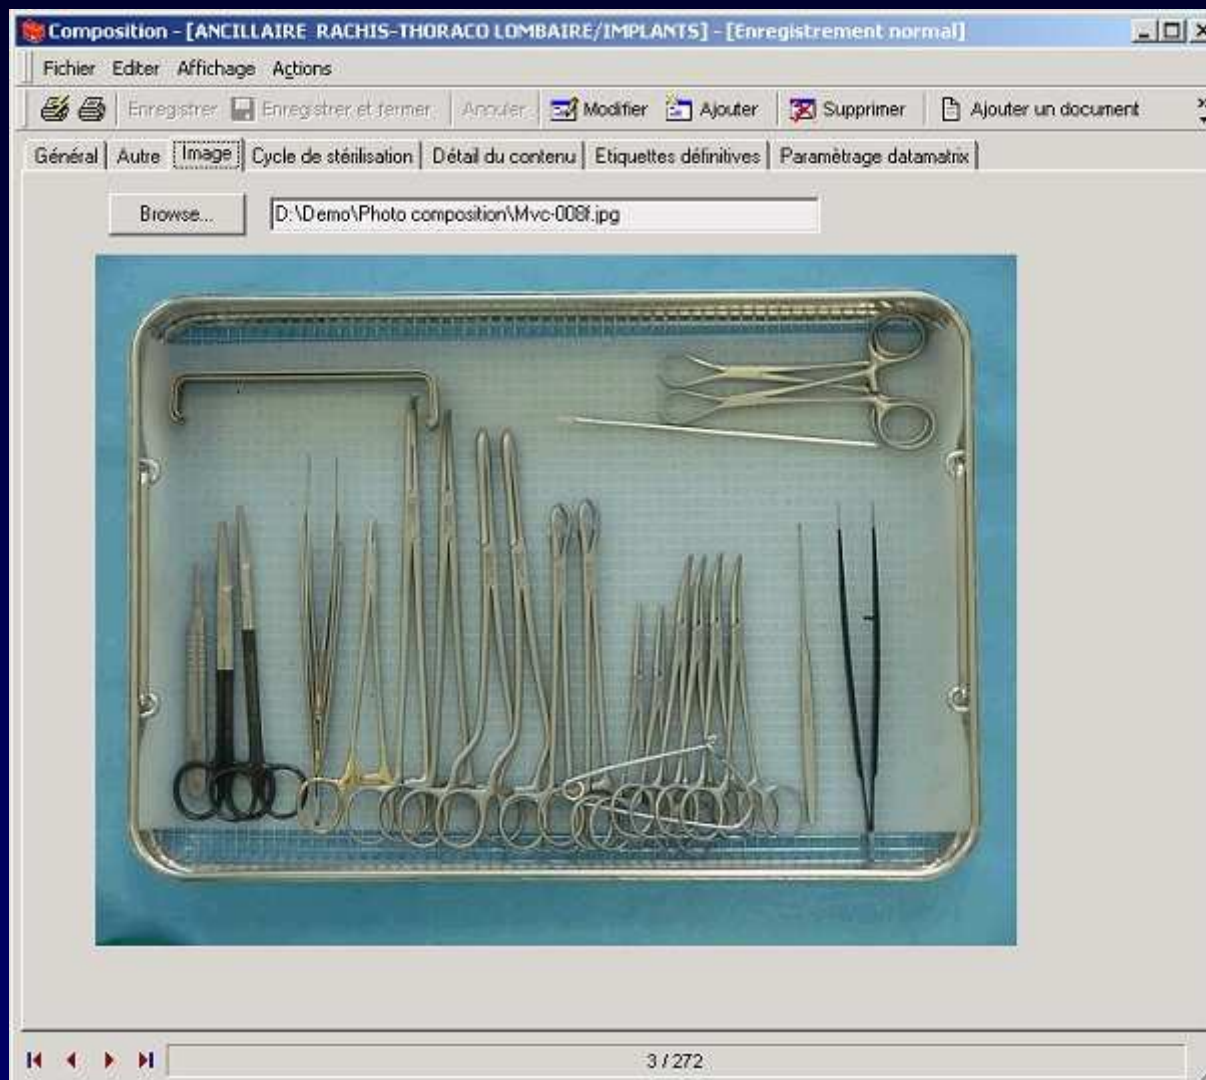 Composition - [ANCILLAIRE RACHIS-THORACO LOMBAIRE/IMPLANTS] - [Enregistrement normal]
Fichier Editer Affichage Actions
Enregistrer Enregistrer et fermer Annuler Modifier Ajouter Supprimer Ajouter un document
Général Autre Image Cycle de stérilisation Détail du contenu Etiquettes définitives Paramètrage datamatrix
Browse... D:\Demo\Photo composition\Mvc-008f.jpg
3 / 272